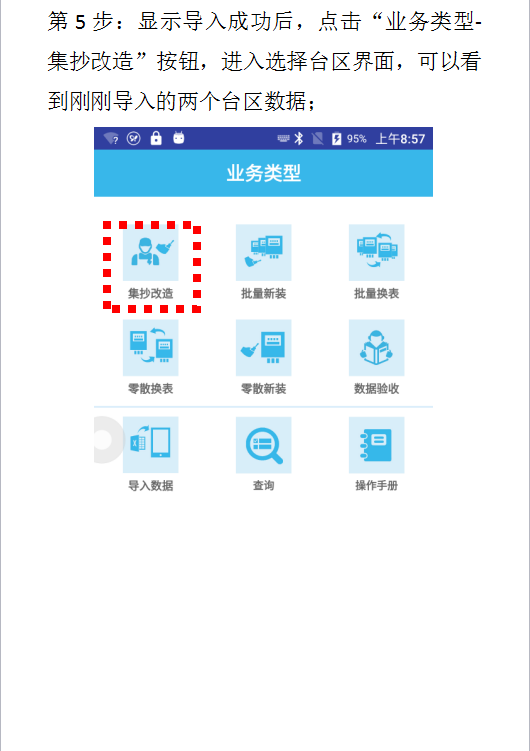 第 5 步：显示导入成功后，点击“业务类型-
集抄改造”按钮，进入选择台区界面，可以看
到刚刚导入的两个台区数据；
95% 上午8:57
业务类型
集抄改造 批量新装 批量换表
零散换表 零散新装 数据验收
导入数据 查询 操作手册